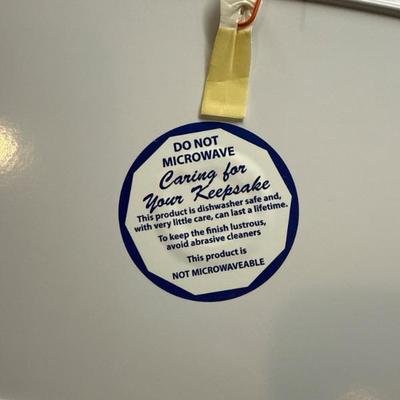 DO NOT
MICROWAVE
Caring for
Your Keepsake
This product is dishwasher safe and,
with very little care, can last a lifetime.
To keep the finish lustrous,
avoid abrasive cleaners
This product is
NOT MICROWAVEABLE